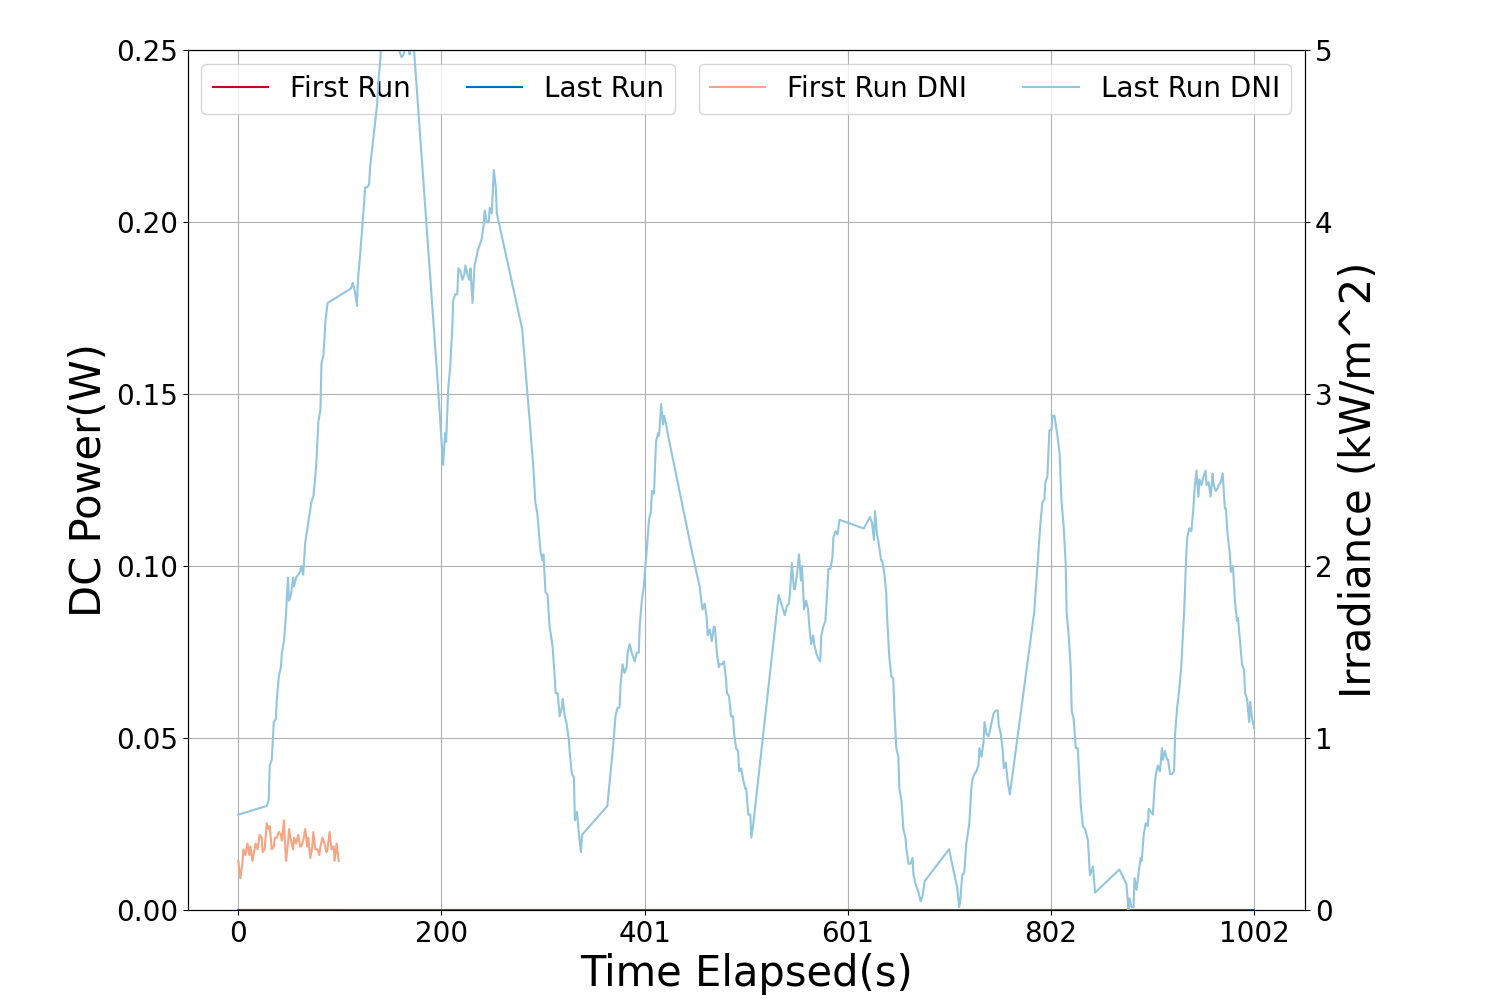 First Run
Last Run
First Run DNI
Last Run DNI
0.25
0.20
0.15
0.10
0.05
0.00
DC Power(W)
5
4
3
2
1
0
Irradiance (kW/m^2)
0 200 401 601 802 1002
Time Elapsed(s)